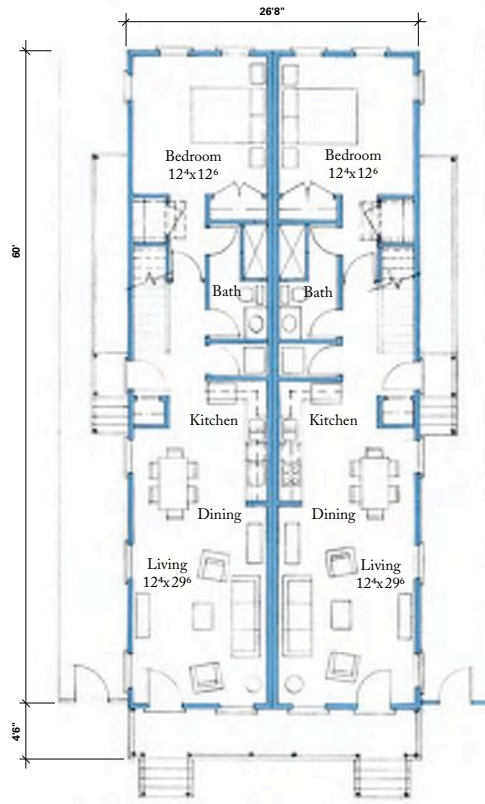 26'8"
60'
Bedroom
12⁴x12⁶
Bedroom
12⁴x12⁶
Bath
Bath
Kitchen
Kitchen
Dining
Dining
Living
12⁴x29⁶
Living
12⁴x29⁶
4'6"